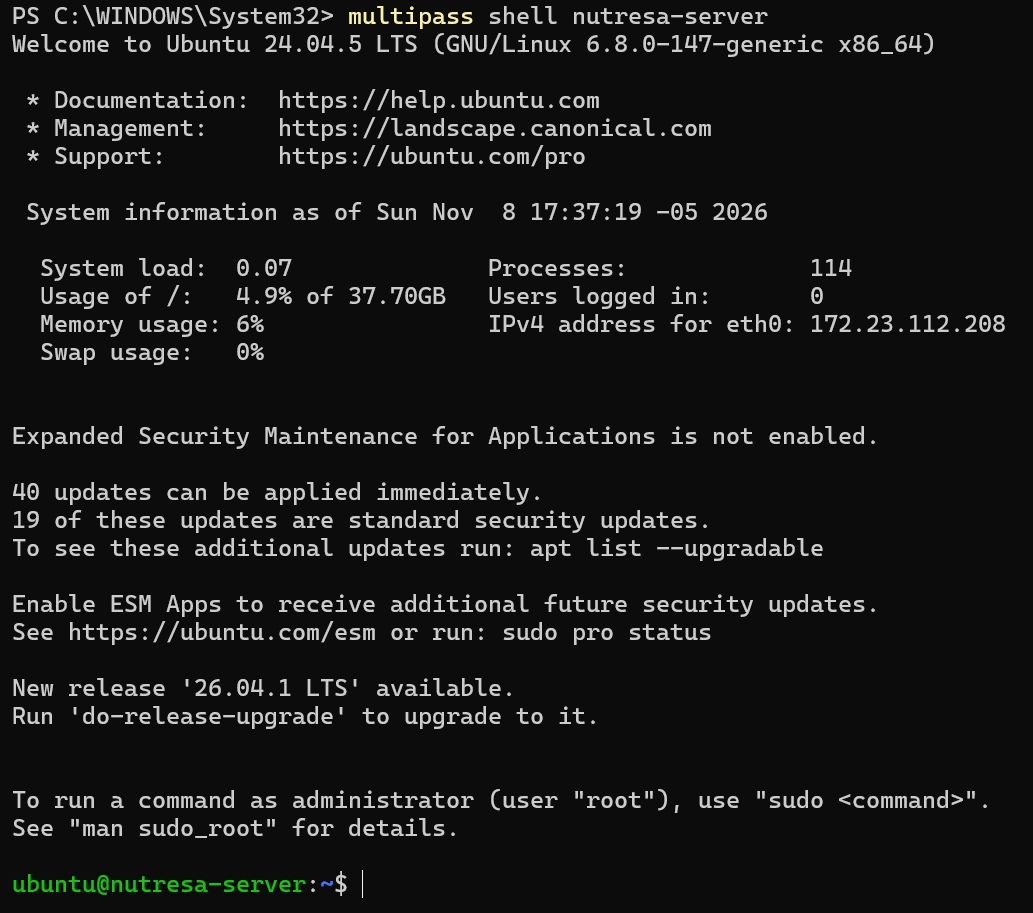 PS C:\WINDOWS\System32> multipass shell nutresa-server
Welcome to Ubuntu 24.04.5 LTS (GNU/Linux 6.8.0-147-generic x86_64)
* Documentation:  https://help.ubuntu.com
* Management:     https://landscape.canonical.com
* Support:        https://ubuntu.com/pro
System information as of Sun Nov  8 17:37:19 -05 2026
System load:  0.07              Processes:             114
Usage of /:   4.9% of 37.70GB   Users logged in:       0
Memory usage: 6%                IPv4 address for eth0: 172.23.112.208
Swap usage:   0%
Expanded Security Maintenance for Applications is not enabled.
40 updates can be applied immediately.
19 of these updates are standard security updates.
To see these additional updates run: apt list --upgradable
Enable ESM Apps to receive additional future security updates.
See https://ubuntu.com/esm or run: sudo pro status
New release '26.04.1 LTS' available.
Run 'do-release-upgrade' to upgrade to it.
To run a command as administrator (user "root"), use "sudo <command>".
See "man sudo_root" for details.
ubuntu@nutresa-server:~$